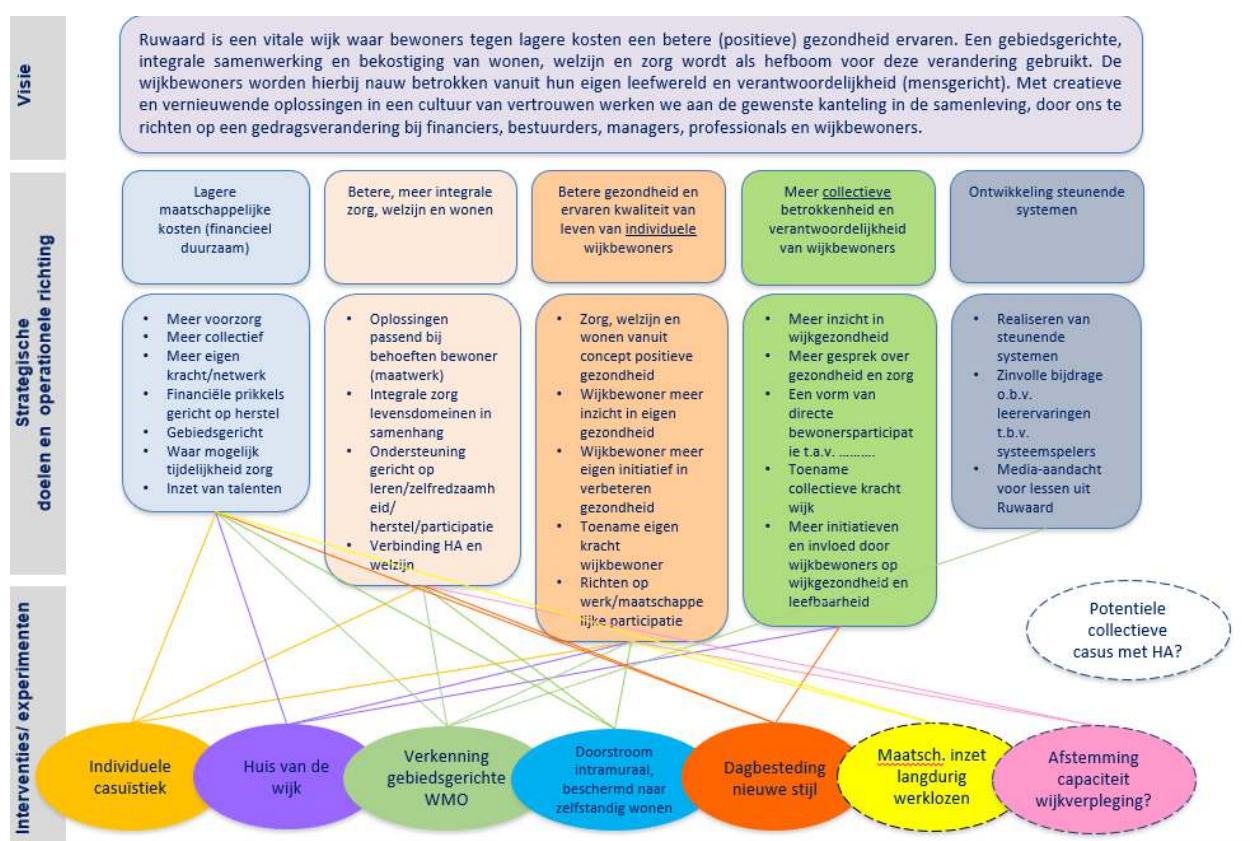 Visie
Ruwaard is een vitale wijk waar bewoners tegen lagere kosten een betere (positieve) gezondheid ervaren. Een gebiedsgerichte,
integrale samenwerking en bekostiging van wonen, welzijn en zorg wordt als hefboom voor deze verandering gebruikt. De
wijkbewoners worden hierbij nauw betrokken vanuit hun eigen leefwereld en verantwoordelijkheid (mensgericht). Met creatieve
en vernieuwende oplossingen in een cultuur van vertrouwen werken we aan de gewenste kanteling in de samenleving, door ons te
richten op een gedragsverandering bij financiers, bestuurders, managers, professionals en wijkbewoners.
Strategische
doelen en operationele richting
Lagere
maatschappelijke
kosten (financieel
duurzaam)
Betere, meer integrale
zorg, welzijn en wonen
Betere gezondheid en
ervaren kwaliteit van
leven van individuele
wijkbewoners
Meer collectieve
betrokkenheid en
verantwoordelijkheid
van wijkbewoners
Ontwikkeling steunende
systemen
• Meer voorzorg
• Meer collectief
• Meer eigen
kracht/netwerk
• Financiële prikkels
gericht op herstel
• Gebiedsgericht
• Waar mogelijk
tijdelijkheid zorg
• Inzet van talenten
• Oplossingen
passend bij
behoeften bewoner
(maatwerk)
• Integrale zorg
levensdomeinen in
samenhang
• Ondersteuning
gericht op
leren/zelfredzaamh
eid/
herstel/participatie
• Verbinding HA en
welzijn
• Zorg, welzijn en
wonen vanuit
concept positieve
gezondheid
• Wijkbewoner meer
inzicht in eigen
gezondheid
• Wijkbewoner meer
eigen initiatief in
verbeteren
gezondheid
• Toename eigen
kracht
wijkbewoner
• Richten op
werk/maatschappe
lijke participatie
• Meer inzicht in
wijkgezondheid
• Meer gesprek over
gezondheid en zorg
• Een vorm van
directe
bewonersparticipat
ie t.a.v. ……….
• Toename
collectieve kracht
wijk
• Meer initiatieven
en invloed door
wijkbewoners op
wijkgezondheid en
leefbaarheid
• Realiseren van
steunende
systemen
• Zinvolle bijdrage
o.b.v.
leerervaringen
t.b.v.
systeemspelers
• Media-aandacht
voor lessen uit
Ruwaard
Interventies/ experimenten
Potentiele
collectieve
casus met HA?
Individuele
casuïstiek
Huis van de
wijk
Verkenning
gebiedsgerichte
WMO
Doorstroom
intramuraal,
beschermd naar
zelfstandig wonen
Dagbesteding
nieuwe stijl
Maatsch. inzet
langdurig
werklozen
Afstemming
capaciteit
wijkverpleging?